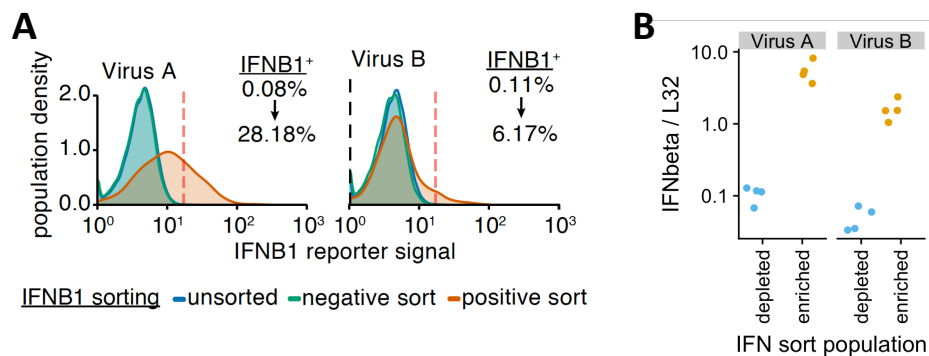 A
Virus A
IFNB1+
0.08%
28.18%
Virus B
IFNB1+
0.11%
6.17%
population density
2.0
1.0
0.0
10⁰ 10¹ 10² 10³
10⁰ 10¹ 10² 10³
IFNB1 reporter signal
IFNB1 sorting unsorted negative sort positive sort
B
Virus A Virus B
IFNbeta / L32
10.0
1.0
0.1
depleted enriched depleted enriched
IFN sort population